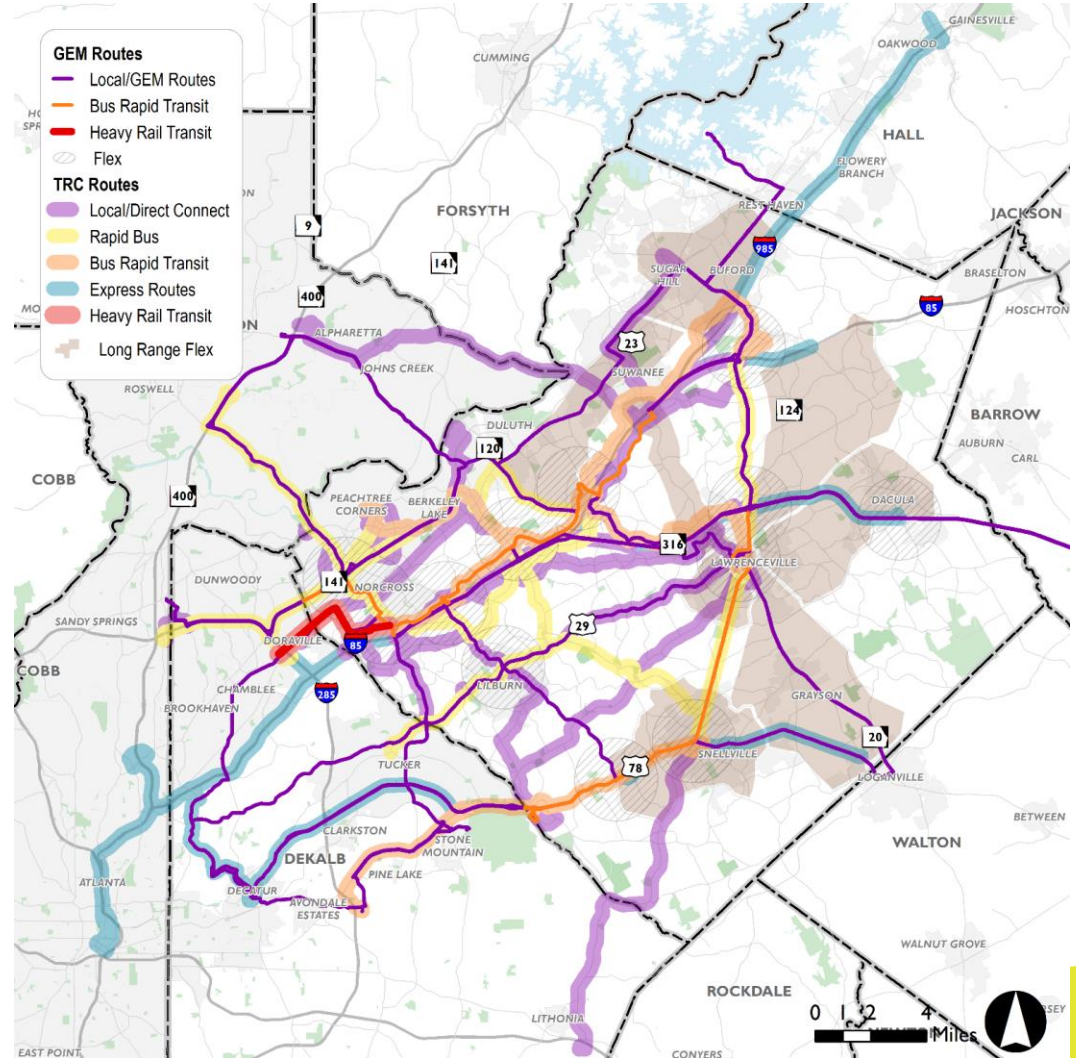 GAINESVILLE
OAKWOOD
CUMMING
GEM Routes
Local/GEM Routes
Bus Rapid Transit
Heavy Rail Transit
Flex
TRC Routes
Local/Direct Connect
Rapid Bus
Bus Rapid Transit
Express Routes
Heavy Rail Transit
Long Range Flex
HALL
FLOWERY
BRANCH
FORSYTH
REST HAVEN
JACKSON
9
141
985
400
SUGAR
HILL
BUFORD
BRASELTON
85
HOSCHTON
ALPHARETTA
23
JOHNS CREEK
SUWANEE
ROSWELL
124
BARROW
DULUTH
120
AUBURN
CARL
COBB
400
PEACHTREE
CORNERS
BERKELEY
LAKE
DACULA
316
LAWRENCEVILLE
DUNWOODY
141
NORCROSS
SANDY SPRINGS
29
DORAVILLE
85
COBB
LILBURN
CHAMBLEE
285
BROOKHAVEN
GRAYSON
20
SNELLVILLE
TUCKER
78
LOGANVILLE
CLARKSTON
STONE
MOUNTAIN
WALTON
BETWEEN
DEKALB
PINE LAKE
ATLANTA
DECATUR
AVONDALE
ESTATES
WALNUT GROVE
ROCKDALE
LITHONIA
0 1 2 4
Miles
EAST POINT
CONYERS